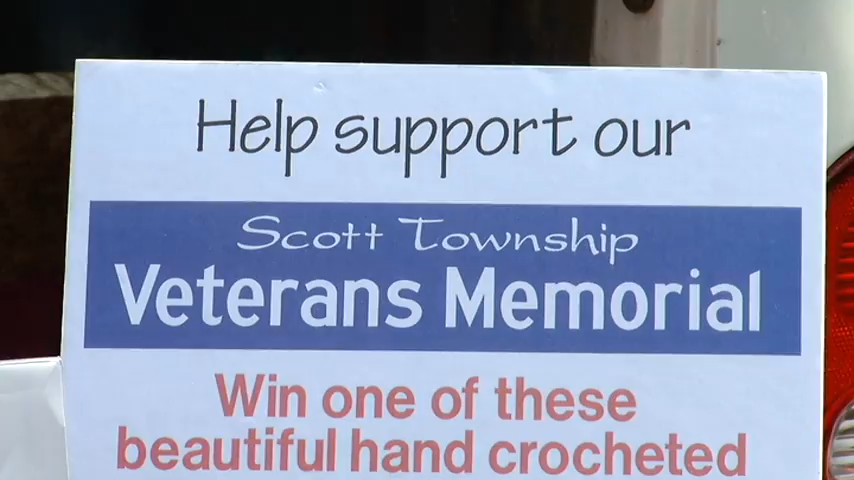 Help support our
Scott Township
Veterans Memorial
Win one of these
beautiful hand crocheted